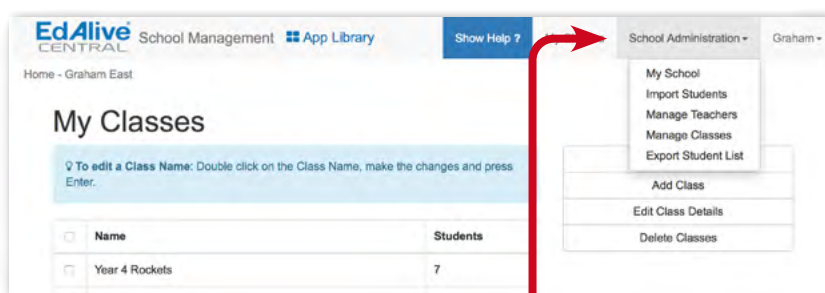 EdAlive CENTRAL School Management App Library Show Help ? School Administration Graham
Home - Graham East
My School
Import Students
Manage Teachers
Manage Classes
Export Student List
My Classes
To edit a Class Name: Double click on the Class Name, make the changes and press
Enter.
Add Class
Edit Class Details
Delete Classes
Name Students
Year 4 Rockets 7